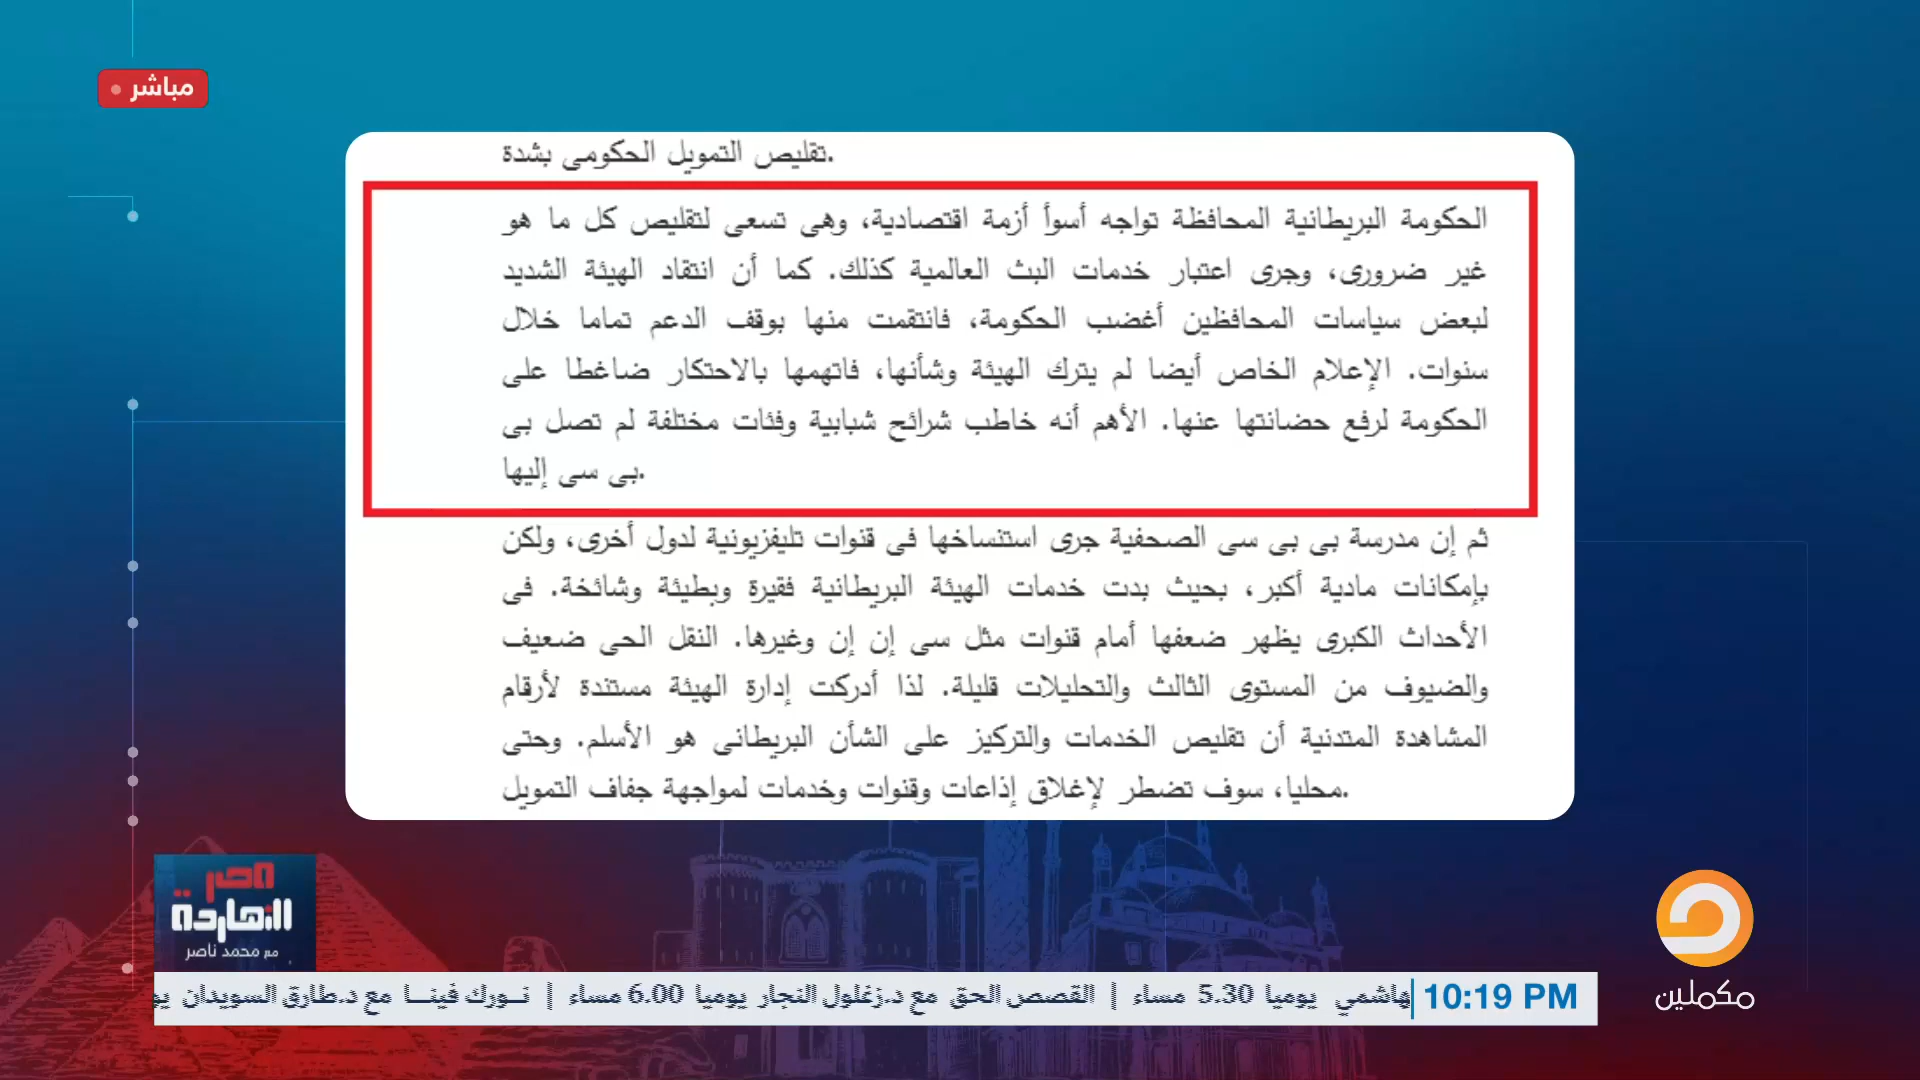 مباشر
تقليص التمويل الحكومى بشدة.
الحكومة البريطانية المحافظة تواجه أسوأ أزمة اقتصادية، وهى تسعى لتقليص كل ما هو
غير ضرورى، وجرى اعتبار خدمات البث العالمية كذلك. كما أن انتقاد الهيئة الشديد
لبعض سياسات المحافظين أغضب الحكومة، فانتقمت منها بوقف الدعم تماما خلال
سنوات. الإعلام الخاص أيضا لم يترك الهيئة وشأنها، فاتهمها بالاحتكار ضاغطا على
الحكومة لرفع حضانتها عنها. الأهم أنه خاطب شرائح شبابية وفئات مختلفة لم تصل بى
بى سى إليها.
ثم إن مدرسة بى بى سى الصحفية جرى استنساخها فى قنوات تليفزيونية لدول أخرى، ولكن
بإمكانات مادية أكبر، بحيث بدت خدمات الهيئة البريطانية فقيرة وبطيئة وشائخة. فى
الأحداث الكبرى يظهر ضعفها أمام قنوات مثل سى إن إن وغيرها. النقل الحى ضعيف
والضيوف من المستوى الثالث والتحليلات قليلة. لذا أدركت إدارة الهيئة مستندة لأرقام
المشاهدة المتدنية أن تقليص الخدمات والتركيز على الشأن البريطانى هو الأسلم. وحتى
محليا، سوف تضطر لإغلاق إذاعات وقنوات وخدمات لمواجهة جفاف التمويل.
مصر
النهاردة
مع محمد ناصر
مكملين
10:19 PM
هاشمي يوميا 5.30 مساء | القصص الحق مع د.زغلول النجار يوميا 6.00 مساء | نورك فينا مع د.طارق السويدان يو